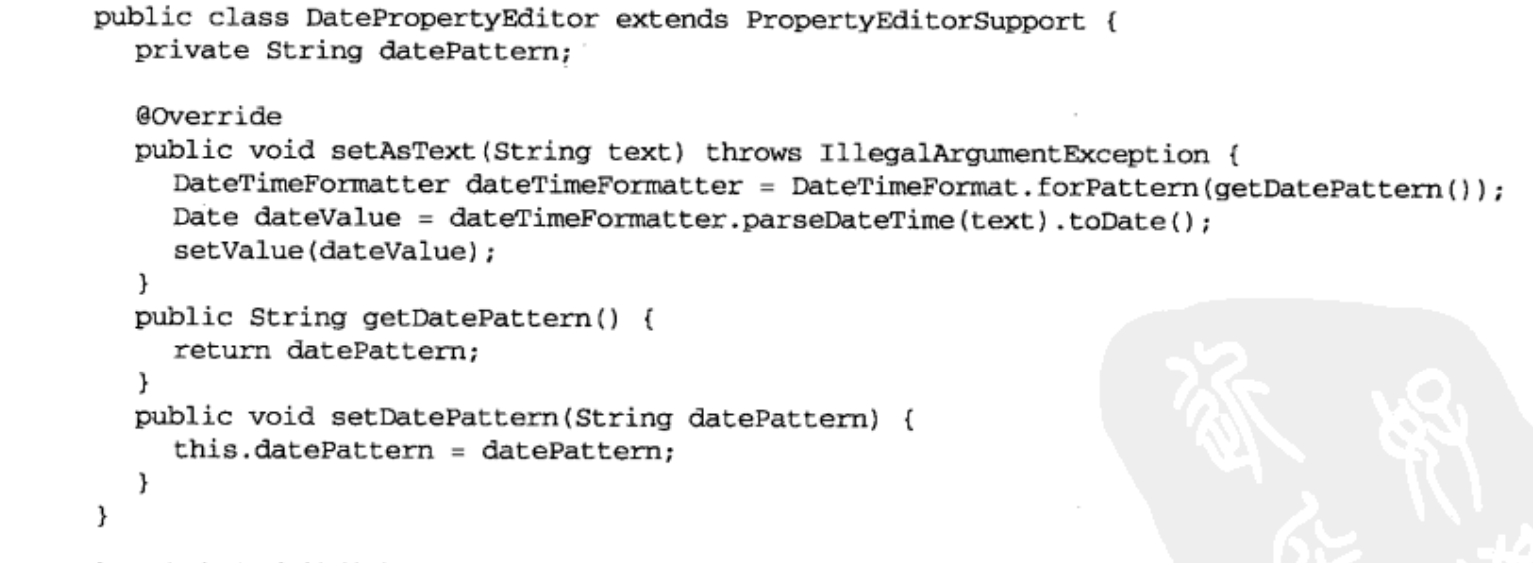 public class DatePropertyEditor extends PropertyEditorSupport {
private String datePattern;
@Override
public void setAsText(String text) throws IllegalArgumentException {
DateTimeFormatter dateTimeFormatter = DateTimeFormat.forPattern(getDatePattern());
Date dateValue = dateTimeFormatter.parseDateTime(text).toDate();
setValue(dateValue);
}
public String getDatePattern() {
return datePattern;
}
public void setDatePattern(String datePattern) {
this.datePattern = datePattern;
}
}